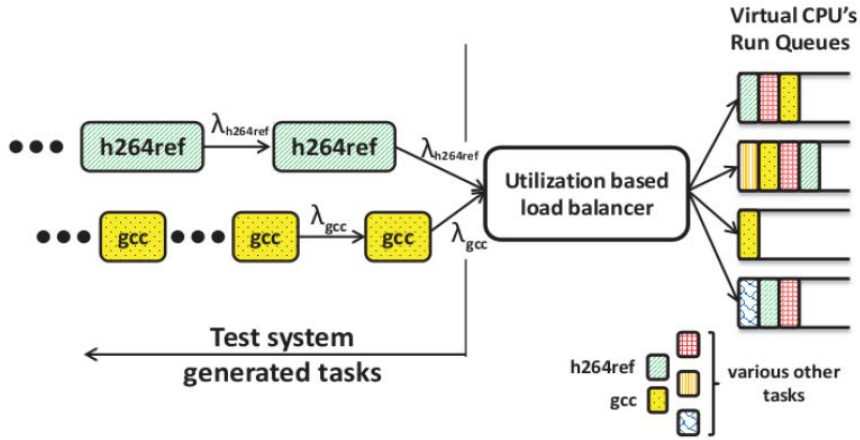 Virtual CPU's
Run Queues
λh264ref
h264ref
h264ref
λh264ref
Utilization based
load balancer
λgcc
gcc
gcc
gcc
λgcc
Test system
generated tasks
h264ref
gcc
various other
tasks